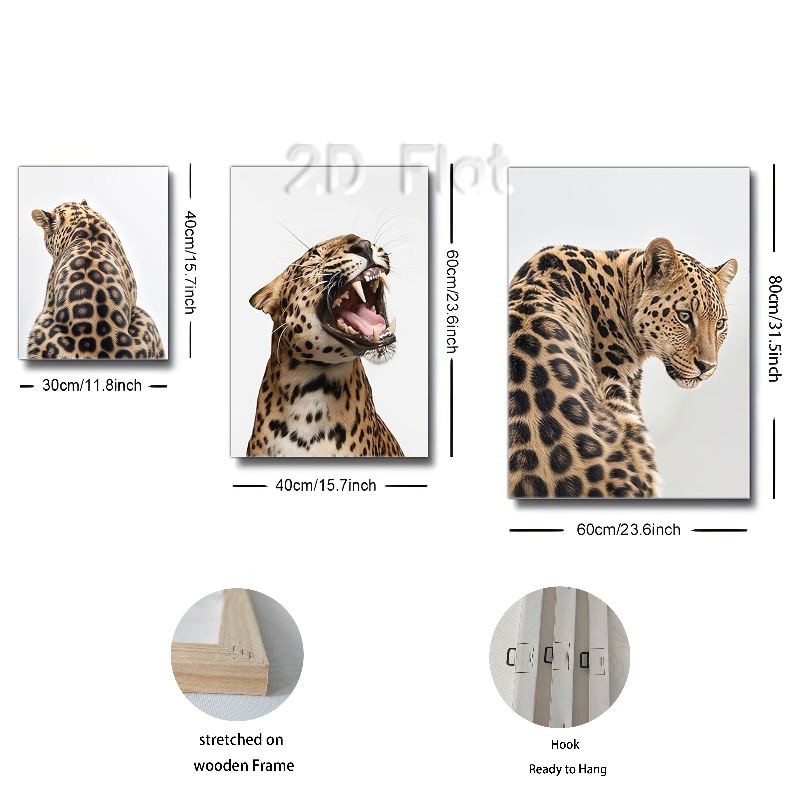 2D Flat
40cm/15.7inch
30cm/11.8inch
60cm/23.6inch
40cm/15.7inch
80cm/31.5inch
60cm/23.6inch
stretched on
wooden Frame
Hook
Ready to Hang